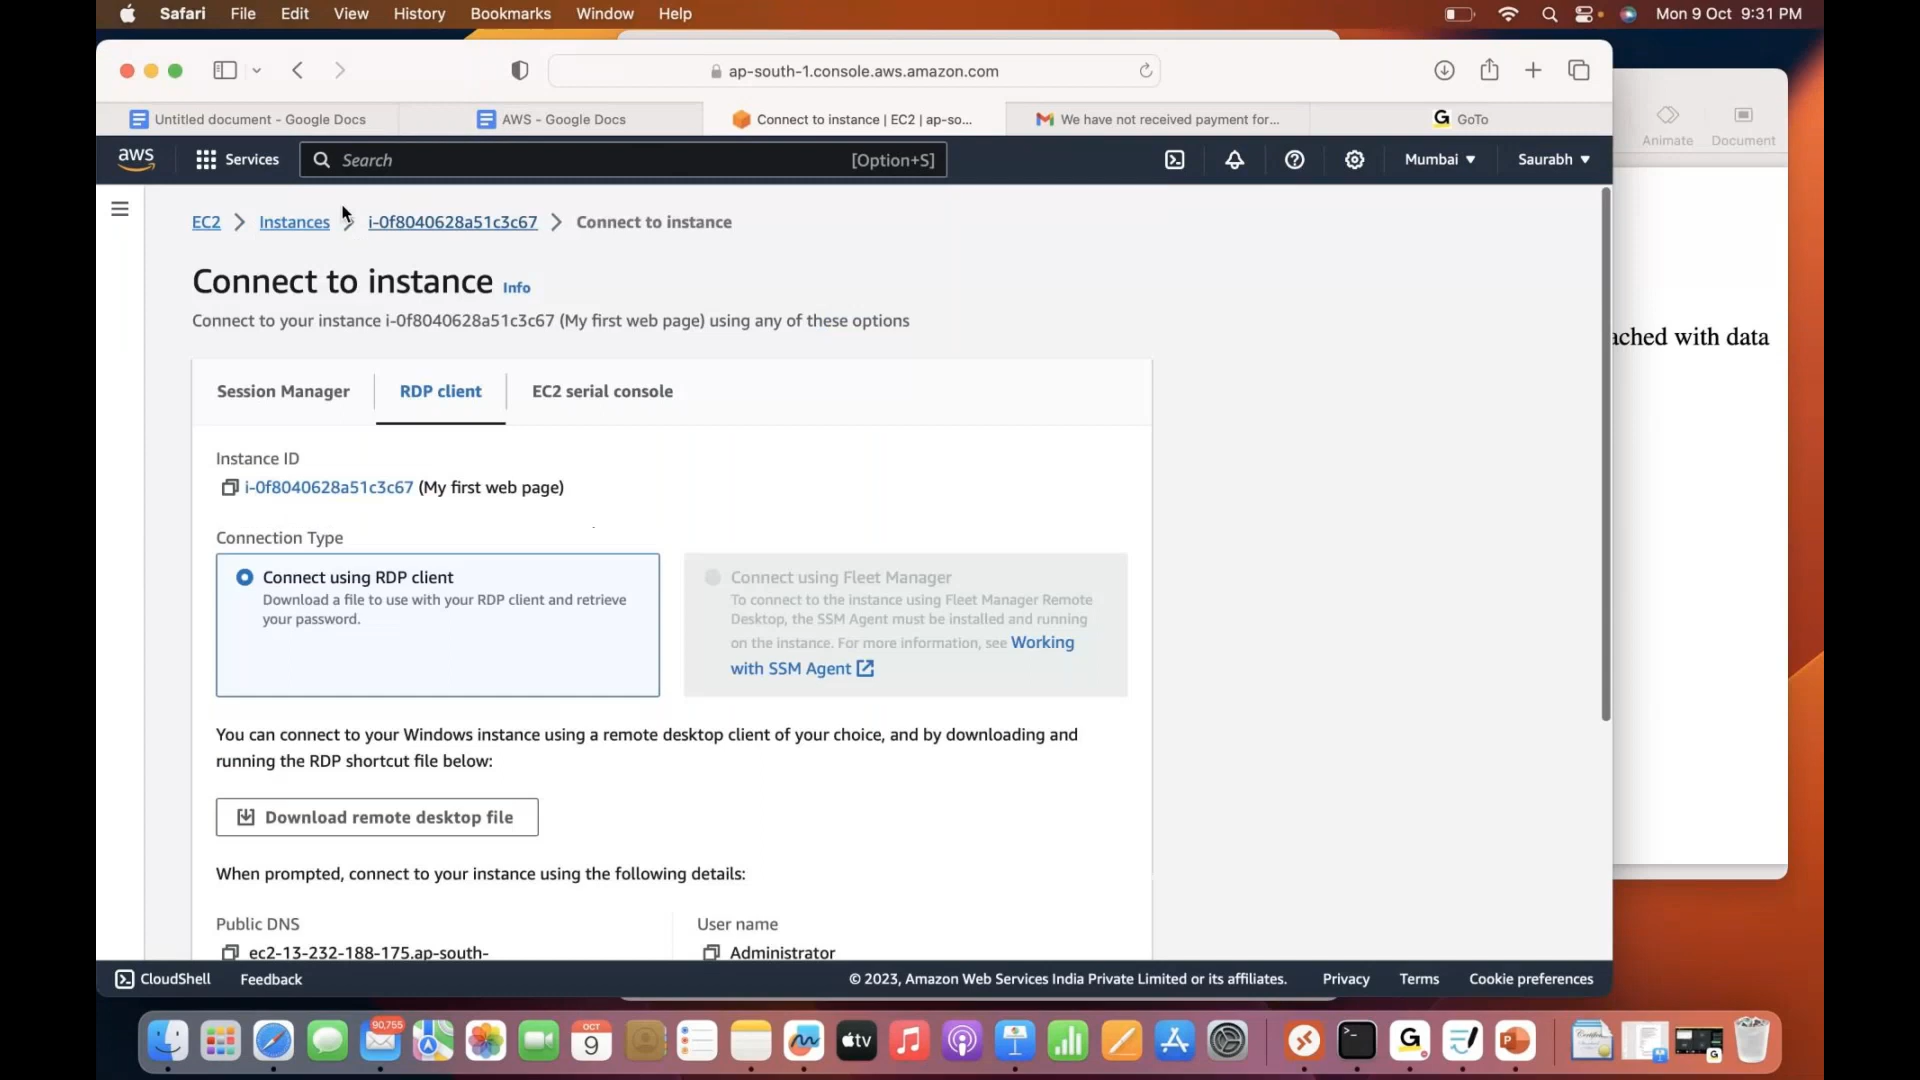 Safari File Edit View History Bookmarks Window Help Mon 9 Oct 9:31 PM
ap-south-1.console.aws.amazon.com
Untitled document - Google Docs
AWS - Google Docs
Connect to instance | EC2 | ap-so...
We have not received payment for...
GoTo
Animate Document
aws Services Search [Option+S] Mumbai Saurabh
EC2 Instances i-0f8040628a51c3c67 Connect to instance
Connect to instance Info
Connect to your instance i-0f8040628a51c3c67 (My first web page) using any of these options
ached with data
Session Manager RDP client EC2 serial console
Instance ID
i-0f8040628a51c3c67 (My first web page)
Connection Type
Connect using RDP client
Download a file to use with your RDP client and retrieve
your password.
Connect using Fleet Manager
To connect to the instance using Fleet Manager Remote
Desktop, the SSM Agent must be installed and running
on the instance. For more information, see Working
with SSM Agent
You can connect to your Windows instance using a remote desktop client of your choice, and by downloading and
running the RDP shortcut file below:
Download remote desktop file
When prompted, connect to your instance using the following details:
Public DNS
ec2-13-232-188-175.ap-south-
User name
Administrator
CloudShell Feedback © 2023, Amazon Web Services India Private Limited or its affiliates. Privacy Terms Cookie preferences
90,755
OCT
9
tv